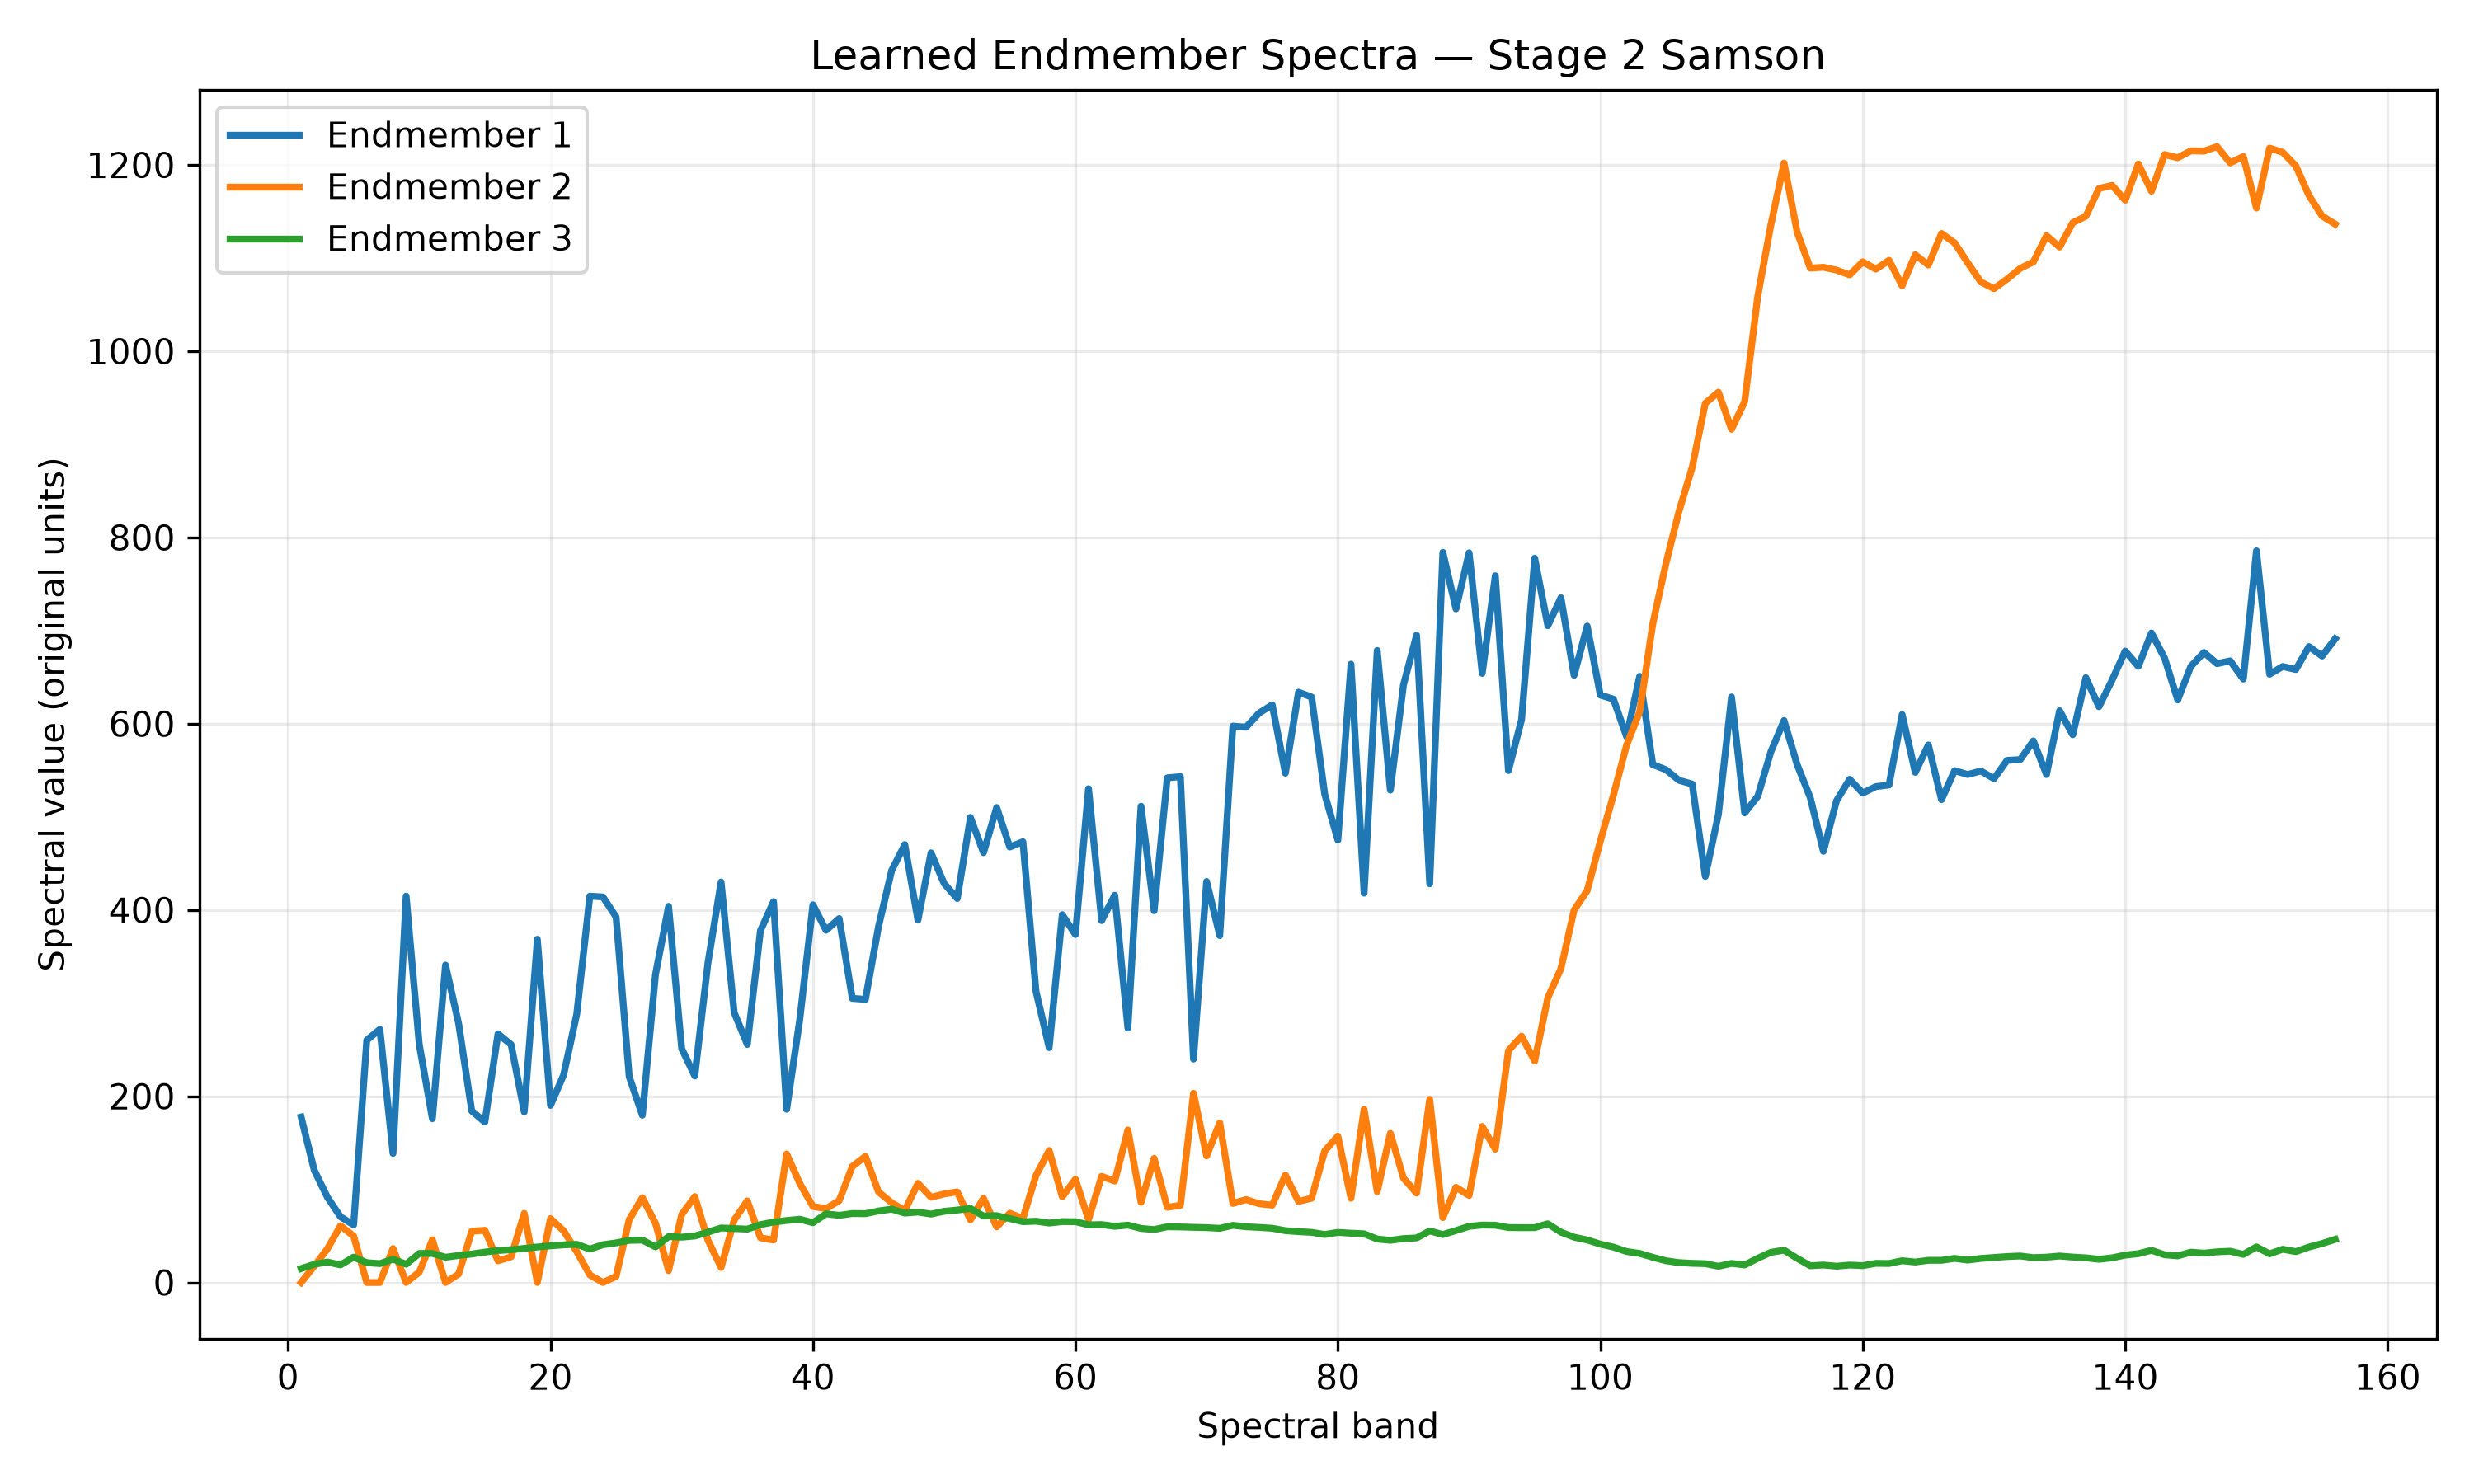 Learned Endmember Spectra — Stage 2 Samson
Endmember 1
Endmember 2
Endmember 3
Spectral value (original units)
1200
1000
800
600
400
200
0
0 20 40 60 80 100 120 140 160
Spectral band